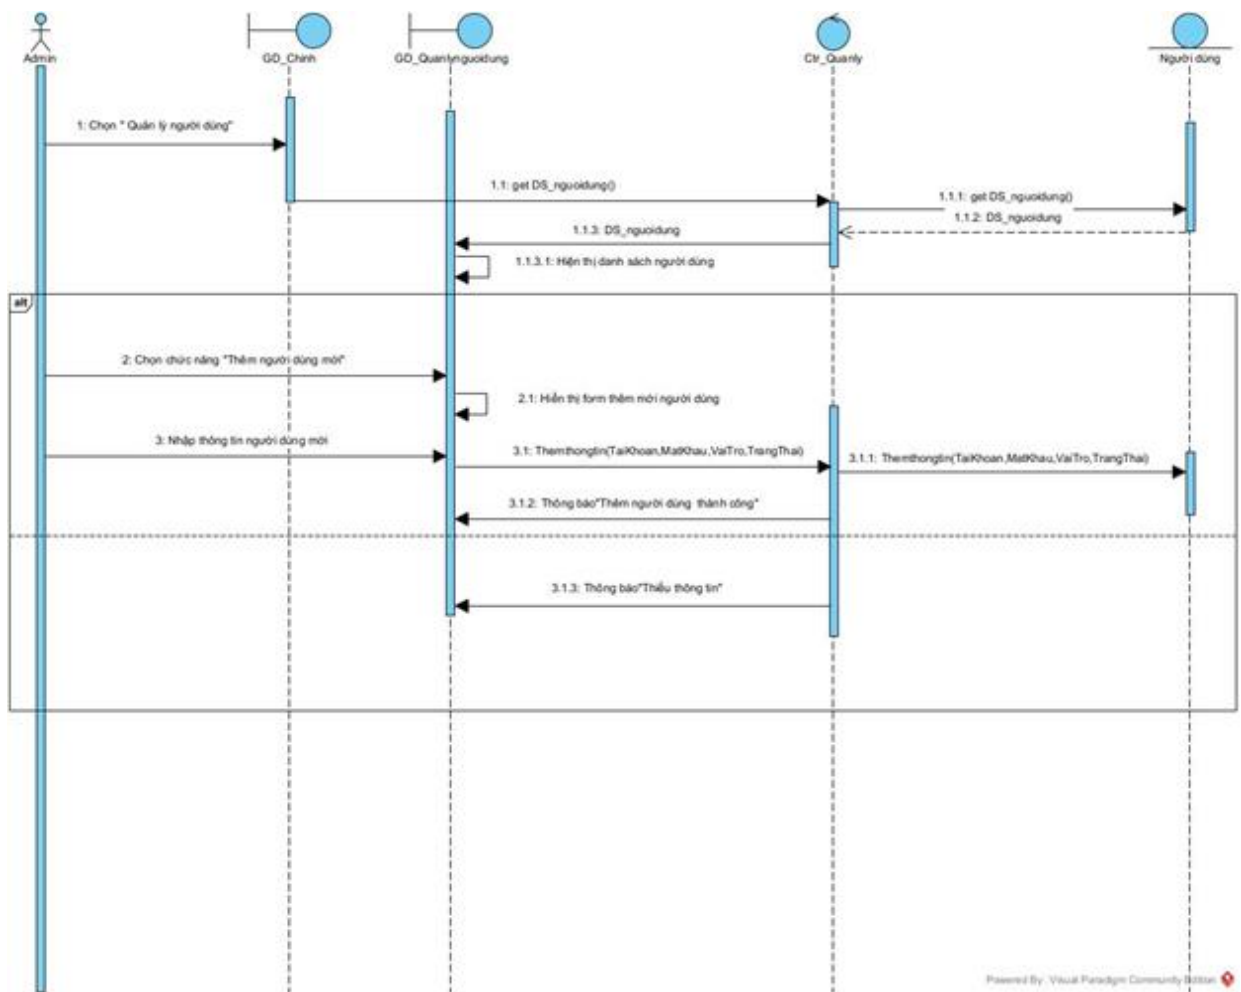 Admin
GD_Chinh
GD_Quanlynguoidung
Ctr_Quanly
Người dùng
1: Chọn " Quản lý người dùng"
1.1: get DS_nguoidung()
1.1.1: get DS_nguoidung()
1.1.2: DS_nguoidung
1.1.3: DS_nguoidung
1.1.3.1: Hiện thị danh sách người dùng
alt
2: Chọn chức năng "Thêm người dùng mới"
2.1: Hiển thị form thêm mới người dùng
3: Nhập thông tin người dùng mới
3.1: Themthongtin(TaiKhoan,MatKhau,VaiTro,TrangThai)
3.1.1: Themthongtin(TaiKhoan,MatKhau,VaiTro,TrangThai)
3.1.2: Thông báo"Thêm người dùng thành công"
3.1.3: Thông báo"Thiếu thông tin"
Powered By: Visual Paradigm Community Edition